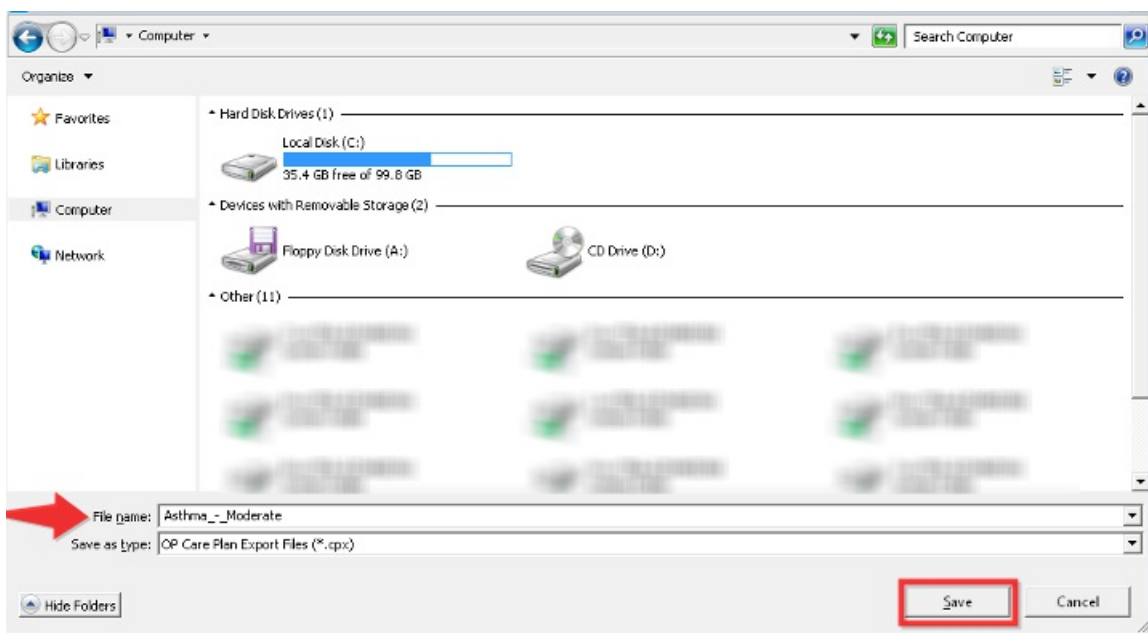 Computer
Search Computer
Organize
Favorites
Hard Disk Drives (1)
Local Disk (C:)
35.4 GB free of 99.8 GB
Libraries
Computer
Devices with Removable Storage (2)
Floppy Disk Drive (A:)
CD Drive (D:)
Network
Other (11)
File name: Asthma_-_Moderate
Save as type: OP Care Plan Export Files (*.cpx)
Hide Folders
Save
Cancel